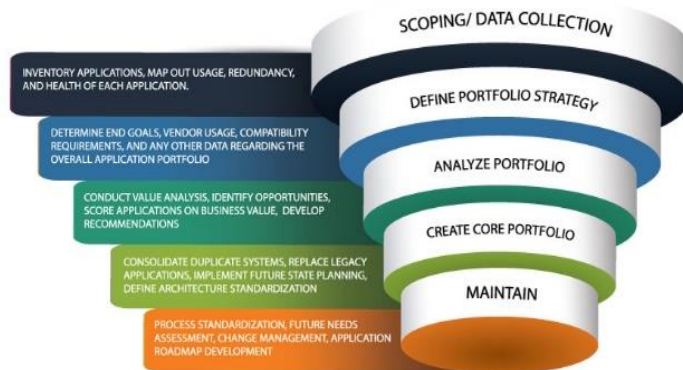 SCOPING/ DATA COLLECTION
INVENTORY APPLICATIONS, MAP OUT USAGE, REDUNDANCY,
AND HEALTH OF EACH APPLICATION.
DEFINE PORTFOLIO STRATEGY
DETERMINE END GOALS, VENDOR USAGE, COMPATIBILITY
REQUIREMENTS, AND ANY OTHER DATA REGARDING THE
OVERALL APPLICATION PORTFOLIO
ANALYZE PORTFOLIO
CONDUCT VALUE ANALYSIS, IDENTIFY OPPORTUNITIES,
SCORE APPLICATIONS ON BUSINESS VALUE, DEVELOP
RECOMMENDATIONS
CREATE CORE PORTFOLIO
CONSOLIDATE DUPLICATE SYSTEMS, REPLACE LEGACY
APPLICATIONS, IMPLEMENT FUTURE STATE PLANNING,
DEFINE ARCHITECTURE STANDARDIZATION
MAINTAIN
PROCESS STANDARDIZATION, FUTURE NEEDS
ASSESSMENT, CHANGE MANAGEMENT, APPLICATION
ROADMAP DEVELOPMENT